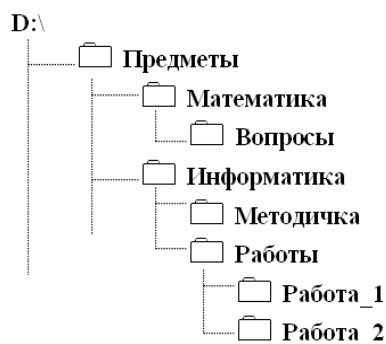 D:\
Предметы
Математика
Вопросы
Информатика
Методичка
Работы
Работа_1
Работа_2